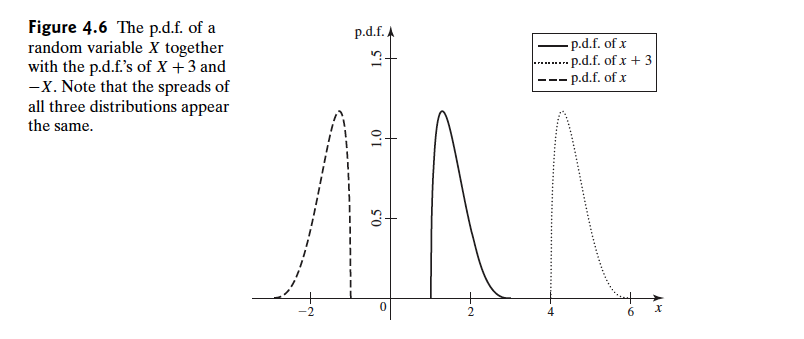 Figure 4.6 The p.d.f. of a
random variable X together
with the p.d.f.'s of X + 3 and
−X. Note that the spreads of
all three distributions appear
the same.
p.d.f.
1.5
1.0
0.5
0
−2
2
4
6
x
p.d.f. of x
p.d.f. of x + 3
p.d.f. of x